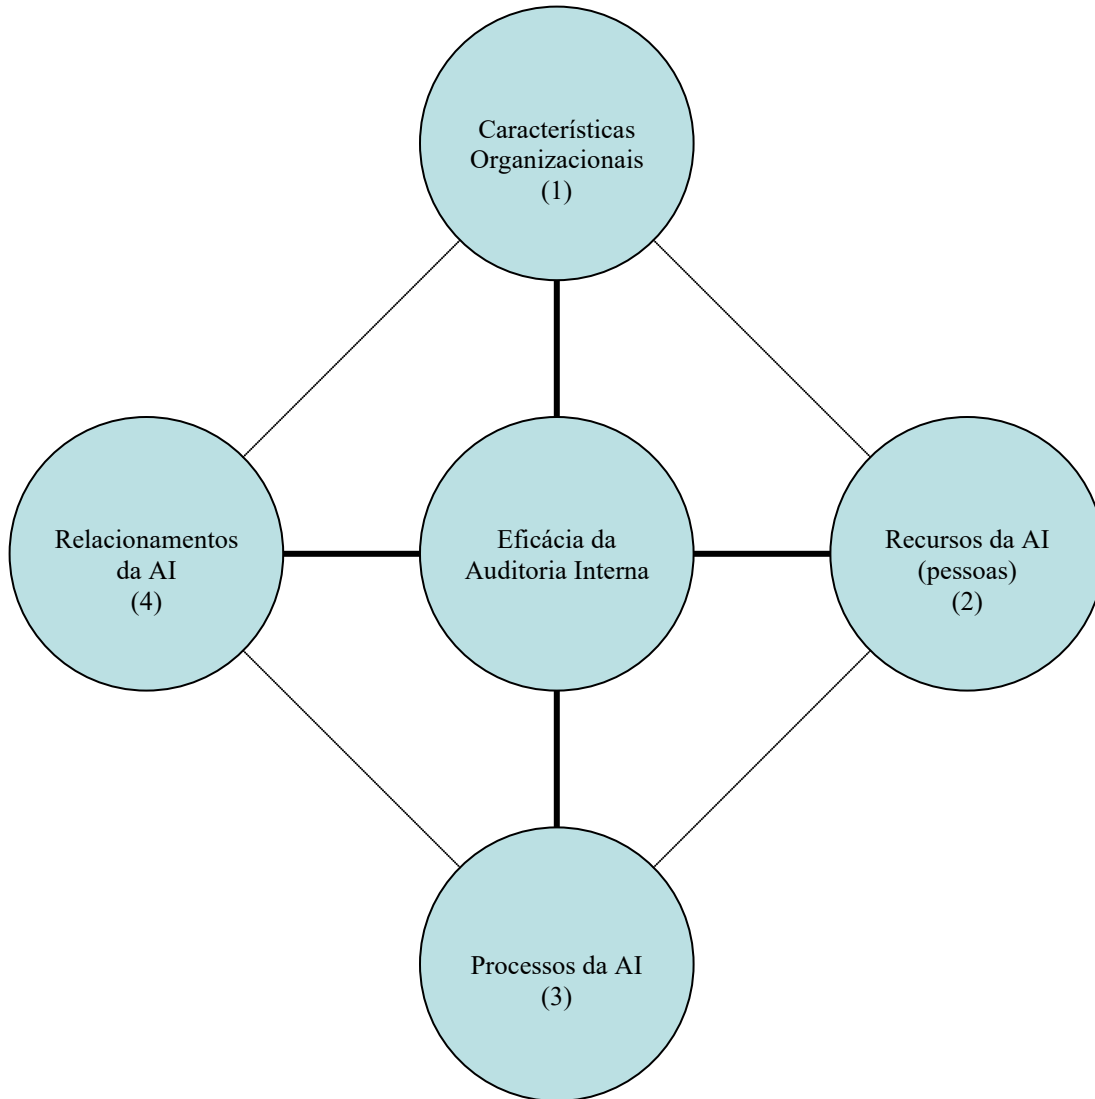 Característísticas
Organizacionais
(1)
Relacionamentos
da AI
(4)
Eficácia da
Auditoria Interna
Recursos da AI
(pessoas)
(2)
Processos da AI
(3)